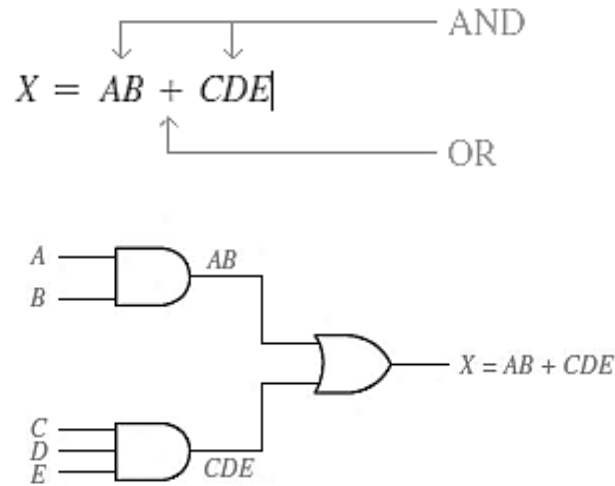 AND
X = AB + CDE
OR
A
AB
B
X = AB + CDE
C
D
CDE
E